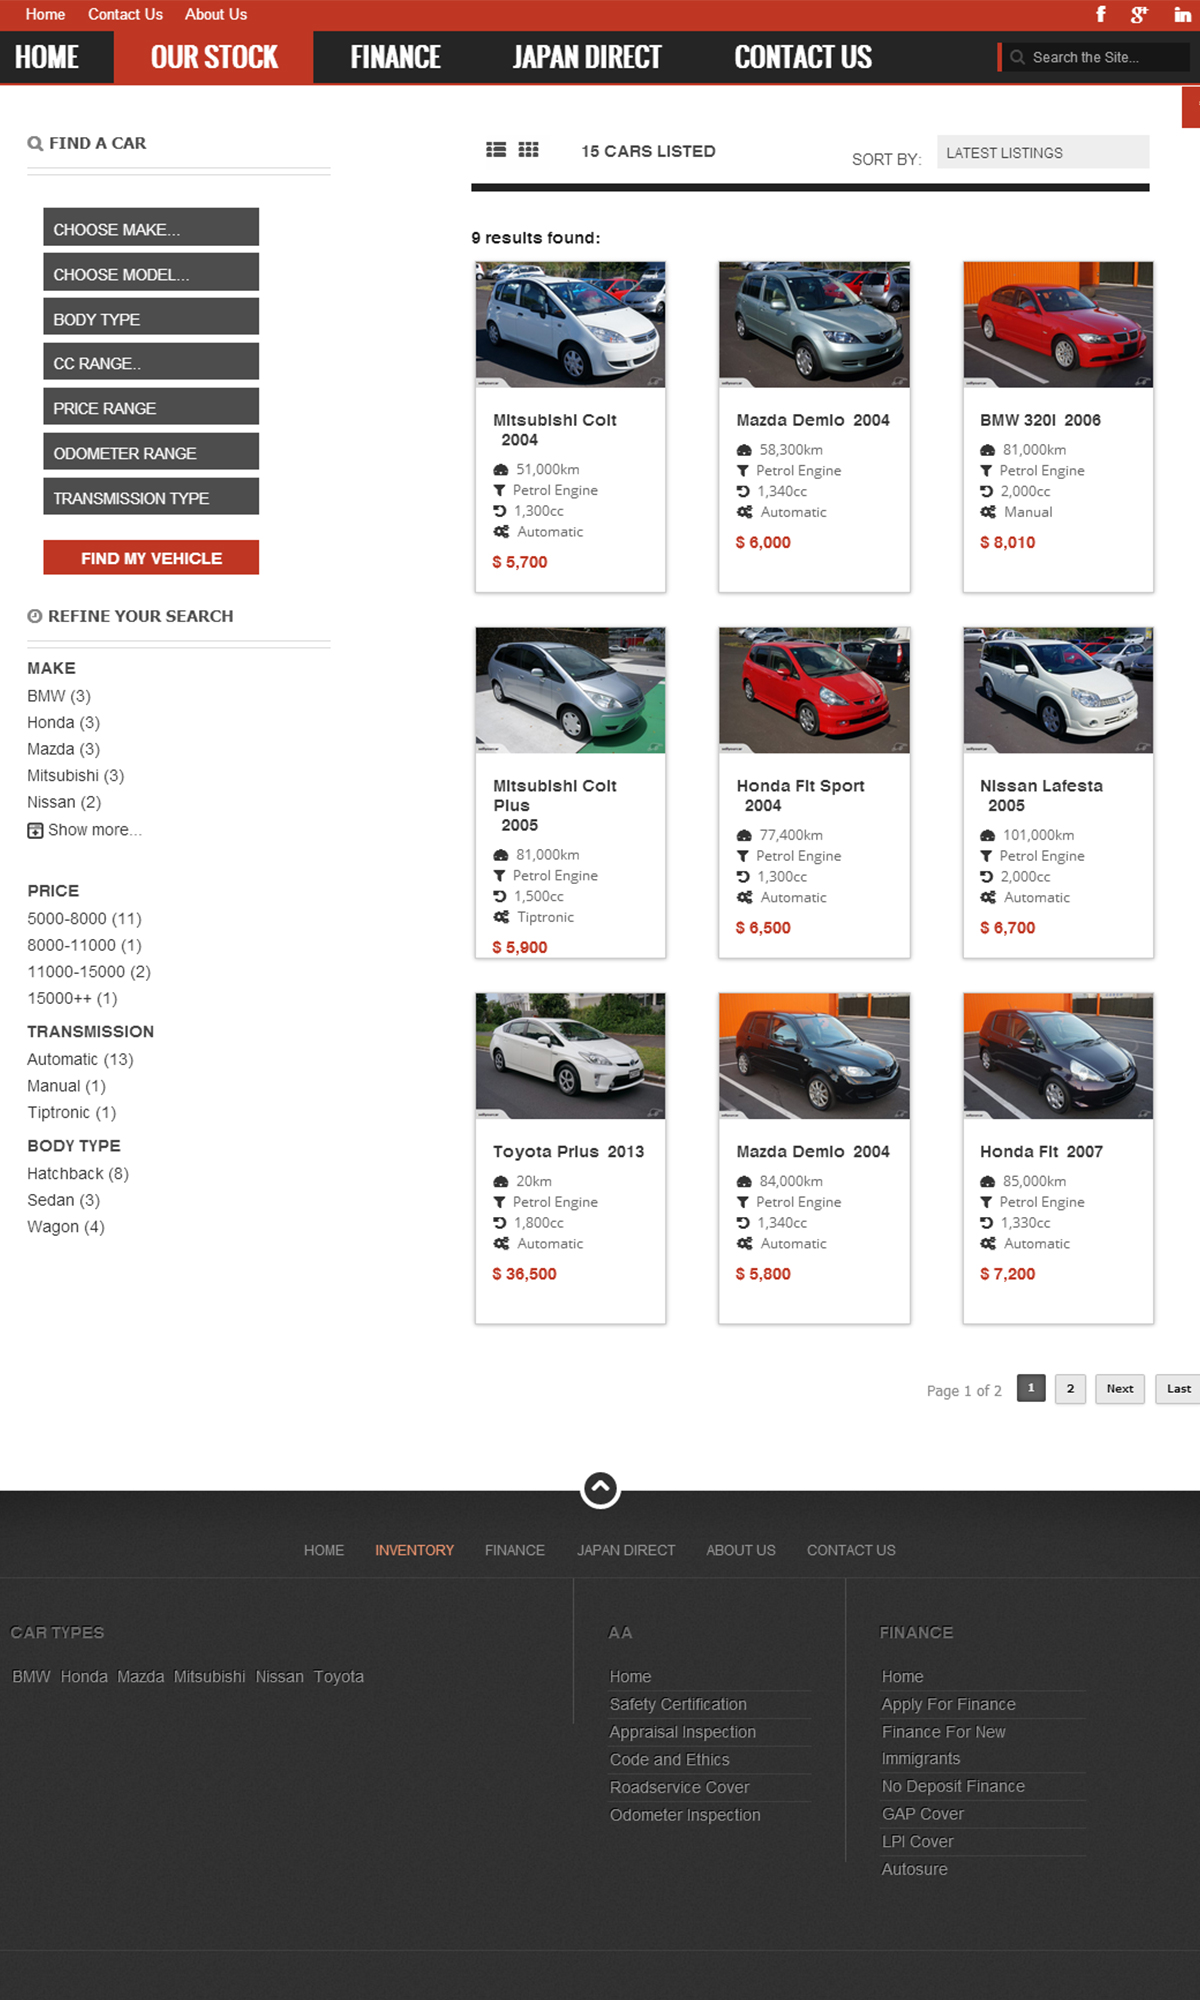 Home Contact Us About Us
HOME OUR STOCK FINANCE JAPAN DIRECT CONTACT US Search the Site...
FIND A CAR
CHOOSE MAKE...
CHOOSE MODEL...
BODY TYPE
CC RANGE..
PRICE RANGE
ODOMETER RANGE
TRANSMISSION TYPE
FIND MY VEHICLE
REFINE YOUR SEARCH
MAKE
BMW (3)
Honda (3)
Mazda (3)
Mitsubishi (3)
Nissan (2)
Show more...
PRICE
5000-8000 (11)
8000-11000 (1)
11000-15000 (2)
15000++ (1)
TRANSMISSION
Automatic (13)
Manual (1)
Tiptronic (1)
BODY TYPE
Hatchback (8)
Sedan (3)
Wagon (4)
15 CARS LISTED
SORT BY: LATEST LISTINGS
9 results found:
Mitsubishi Colt
2004
51,000km
Petrol Engine
1,300cc
Automatic
$ 5,700
Mazda Demio 2004
58,300km
Petrol Engine
1,340cc
Automatic
$ 6,000
BMW 320I 2006
81,000km
Petrol Engine
2,000cc
Manual
$ 8,010
Mitsubishi Colt
Plus
2005
81,000km
Petrol Engine
1,500cc
Tiptronic
$ 5,900
Honda Fit Sport
2004
77,400km
Petrol Engine
1,300cc
Automatic
$ 6,500
Nissan Lafesta
2005
101,000km
Petrol Engine
2,000cc
Automatic
$ 6,700
Toyota Prius 2013
20km
Petrol Engine
1,800cc
Automatic
$ 36,500
Mazda Demio 2004
84,000km
Petrol Engine
1,340cc
Automatic
$ 5,800
Honda Fit 2007
85,000km
Petrol Engine
1,330cc
Automatic
$ 7,200
Page 1 of 2 1 2 Next Last
HOME INVENTORY FINANCE JAPAN DIRECT ABOUT US CONTACT US
CAR TYPES
BMW Honda Mazda Mitsubishi Nissan Toyota
AA
Home
Safety Certification
Appraisal Inspection
Code and Ethics
Roadservice Cover
Odometer Inspection
FINANCE
Home
Apply For Finance
Finance For New
Immigrants
No Deposit Finance
GAP Cover
LPI Cover
Autosure